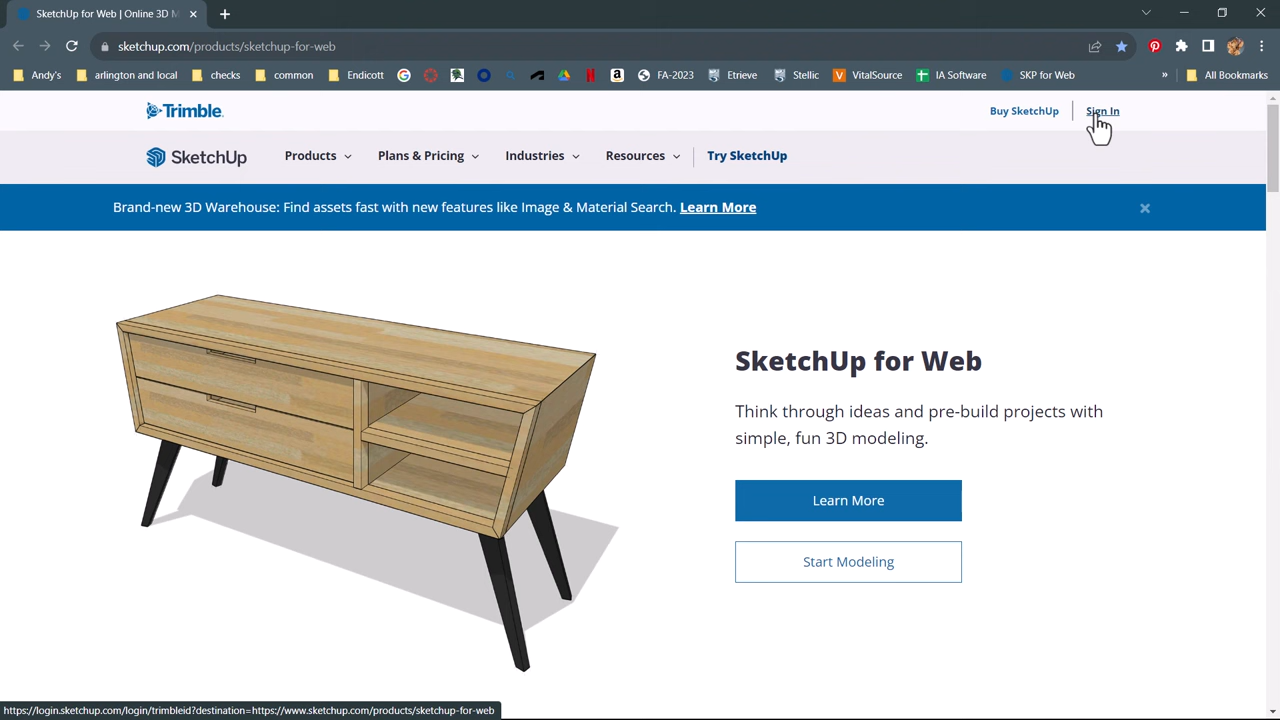 SketchUp for Web | Online 3D M
sketchup.com/products/sketchup-for-web
Andy's arlington and local checks common Endicott FA-2023 Etrieve Stellic VitalSource IA Software SKP for Web » All Bookmarks
Trimble Buy SketchUp Sign In
SketchUp Products Plans & Pricing Industries Resources Try SketchUp
Brand-new 3D Warehouse: Find assets fast with new features like Image & Material Search. Learn More
SketchUp for Web
Think through ideas and pre-build projects with
simple, fun 3D modeling.
Learn More
Start Modeling
https://login.sketchup.com/login/trimbleid?destination=https://www.sketchup.com/products/sketchup-for-web